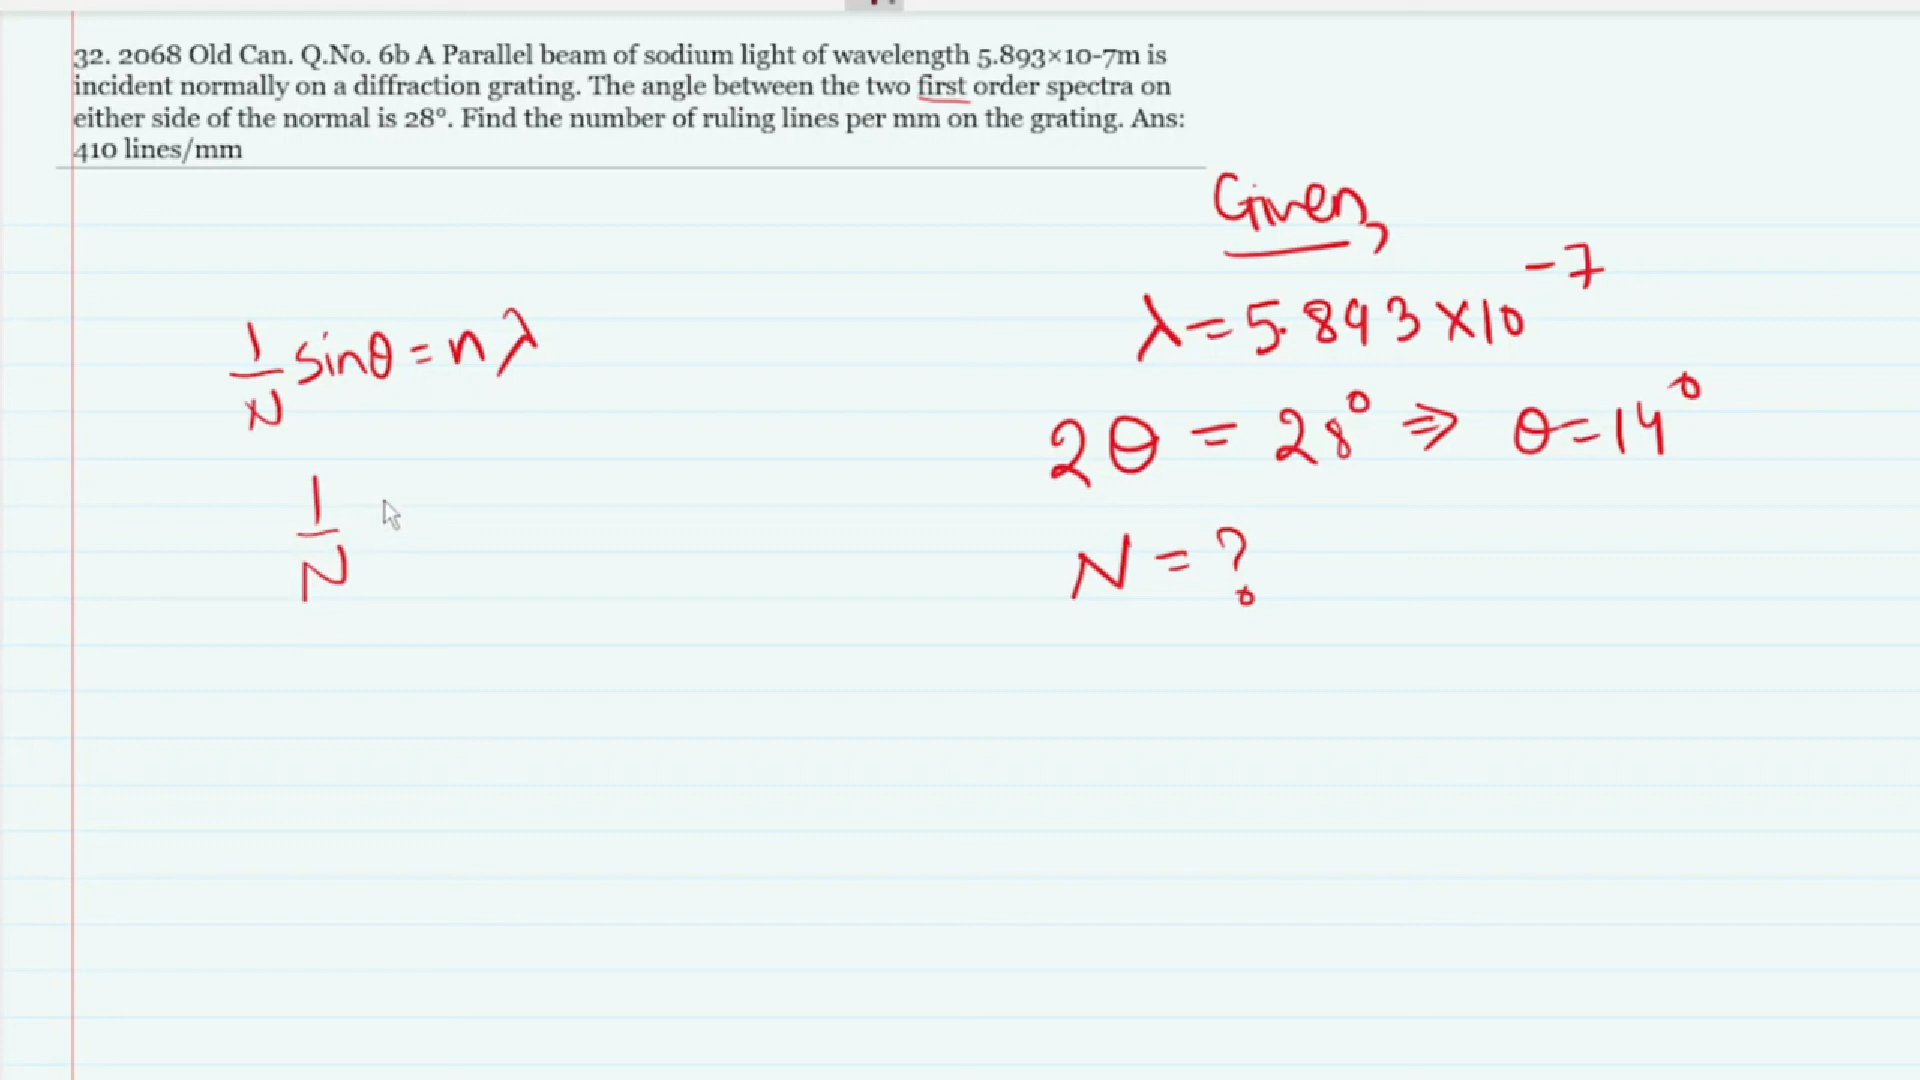 32. 2068 Old Can. Q.No. 6b A Parallel beam of sodium light of wavelength 5.893×10-7m is
incident normally on a diffraction grating. The angle between the two first order spectra on
either side of the normal is 28°. Find the number of ruling lines per mm on the grating. Ans:
410 lines/mm
Given,
λ = 5.893 × 10⁻⁷
1/N sinθ = nλ
2θ = 28° ⇒ θ = 14°
1/N
N = ?